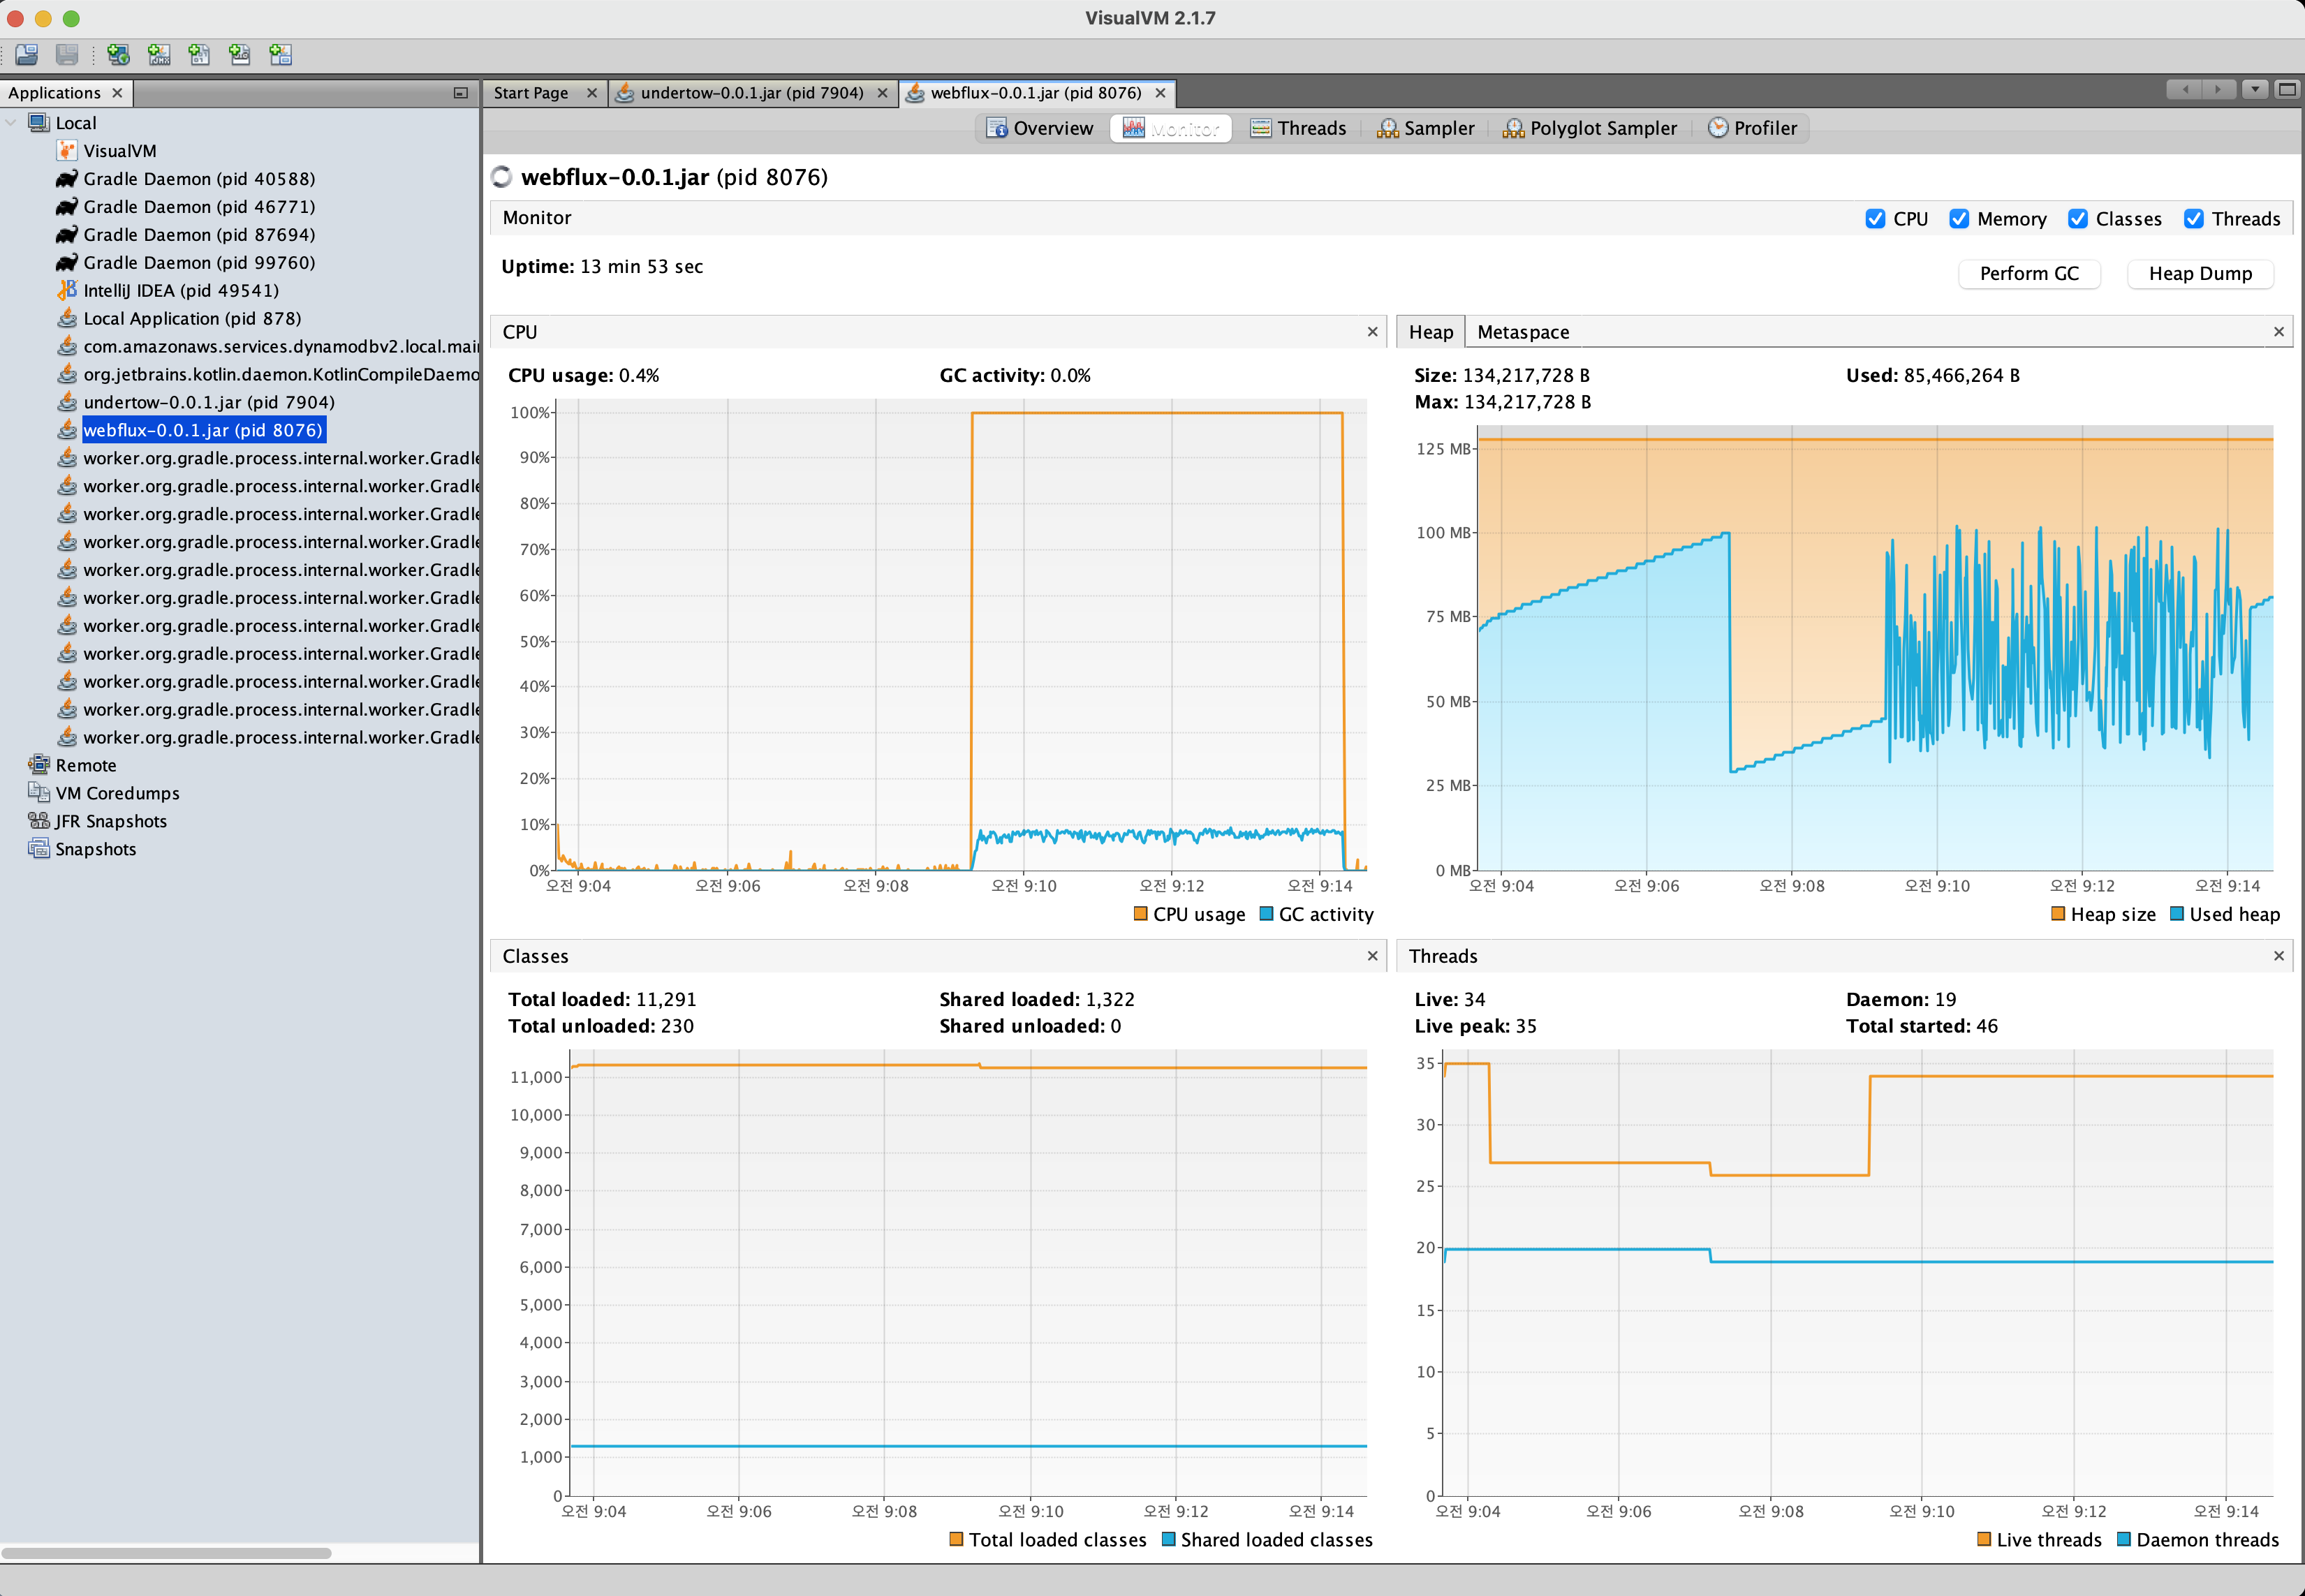 VisualVM 2.1.7
Applications
Start Page
undertow-0.0.1.jar (pid 7904)
webflux-0.0.1.jar (pid 8076)
Local
VisualVM
Gradle Daemon (pid 40588)
Gradle Daemon (pid 46771)
Gradle Daemon (pid 87694)
Gradle Daemon (pid 99760)
IntelliJ IDEA (pid 49541)
Local Application (pid 878)
com.amazonaws.services.dynamodbv2.local.main
org.jetbrains.kotlin.daemon.KotlinCompileDaemo
undertow-0.0.1.jar (pid 7904)
webflux-0.0.1.jar (pid 8076)
worker.org.gradle.process.internal.worker.Gradle
worker.org.gradle.process.internal.worker.Gradle
worker.org.gradle.process.internal.worker.Gradle
worker.org.gradle.process.internal.worker.Gradle
worker.org.gradle.process.internal.worker.Gradle
worker.org.gradle.process.internal.worker.Gradle
worker.org.gradle.process.internal.worker.Gradle
worker.org.gradle.process.internal.worker.Gradle
worker.org.gradle.process.internal.worker.Gradle
worker.org.gradle.process.internal.worker.Gradle
worker.org.gradle.process.internal.worker.Gradle
Remote
VM Coredumps
JFR Snapshots
Snapshots
Overview Monitor Threads Sampler Polyglot Sampler Profiler
webflux-0.0.1.jar (pid 8076)
Monitor
CPU Memory Classes Threads
Uptime: 13 min 53 sec
Perform GC Heap Dump
CPU
CPU usage: 0.4% GC activity: 0.0%
100%
90%
80%
70%
60%
50%
40%
30%
20%
10%
0%
오전 9:04 오전 9:06 오전 9:08 오전 9:10 오전 9:12 오전 9:14
CPU usage GC activity
Heap Metaspace
Size: 134,217,728 B Used: 85,466,264 B
Max: 134,217,728 B
125 MB
100 MB
75 MB
50 MB
25 MB
0 MB
오전 9:04 오전 9:06 오전 9:08 오전 9:10 오전 9:12 오전 9:14
Heap size Used heap
Classes
Total loaded: 11,291 Shared loaded: 1,322
Total unloaded: 230 Shared unloaded: 0
11,000
10,000
9,000
8,000
7,000
6,000
5,000
4,000
3,000
2,000
1,000
0
오전 9:04 오전 9:06 오전 9:08 오전 9:10 오전 9:12 오전 9:14
Total loaded classes Shared loaded classes
Threads
Live: 34 Daemon: 19
Live peak: 35 Total started: 46
35
30
25
20
15
10
5
0
오전 9:04 오전 9:06 오전 9:08 오전 9:10 오전 9:12 오전 9:14
Live threads Daemon threads